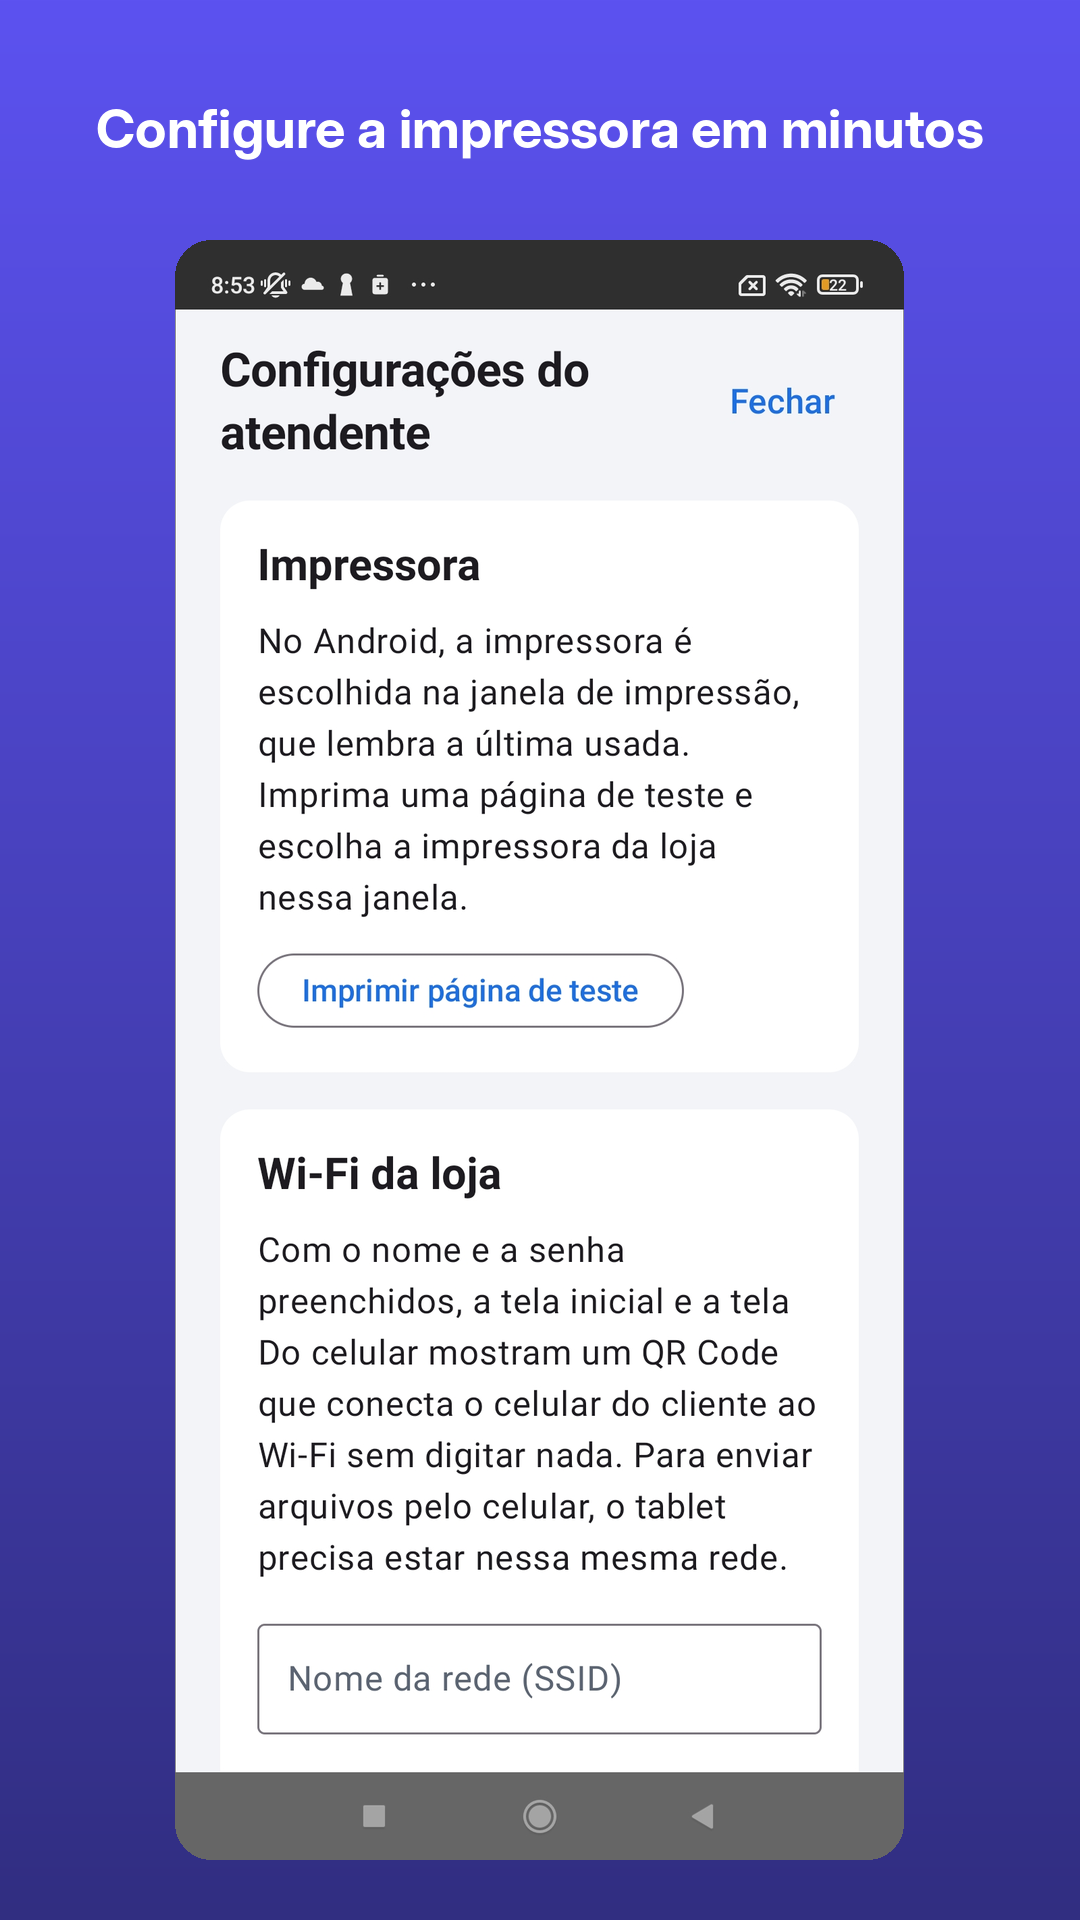 Configure a impressora em minutos
8:53
22
Configurações do
atendente
Fechar
Impressora
No Android, a impressora é
escolhida na janela de impressão,
que lembra a última usada.
Imprima uma página de teste e
escolha a impressora da loja
nessa janela.
Imprimir página de teste
Wi-Fi da loja
Com o nome e a senha
preenchidos, a tela inicial e a tela
Do celular mostram um QR Code
que conecta o celular do cliente ao
Wi-Fi sem digitar nada. Para enviar
arquivos pelo celular, o tablet
precisa estar nessa mesma rede.
Nome da rede (SSID)